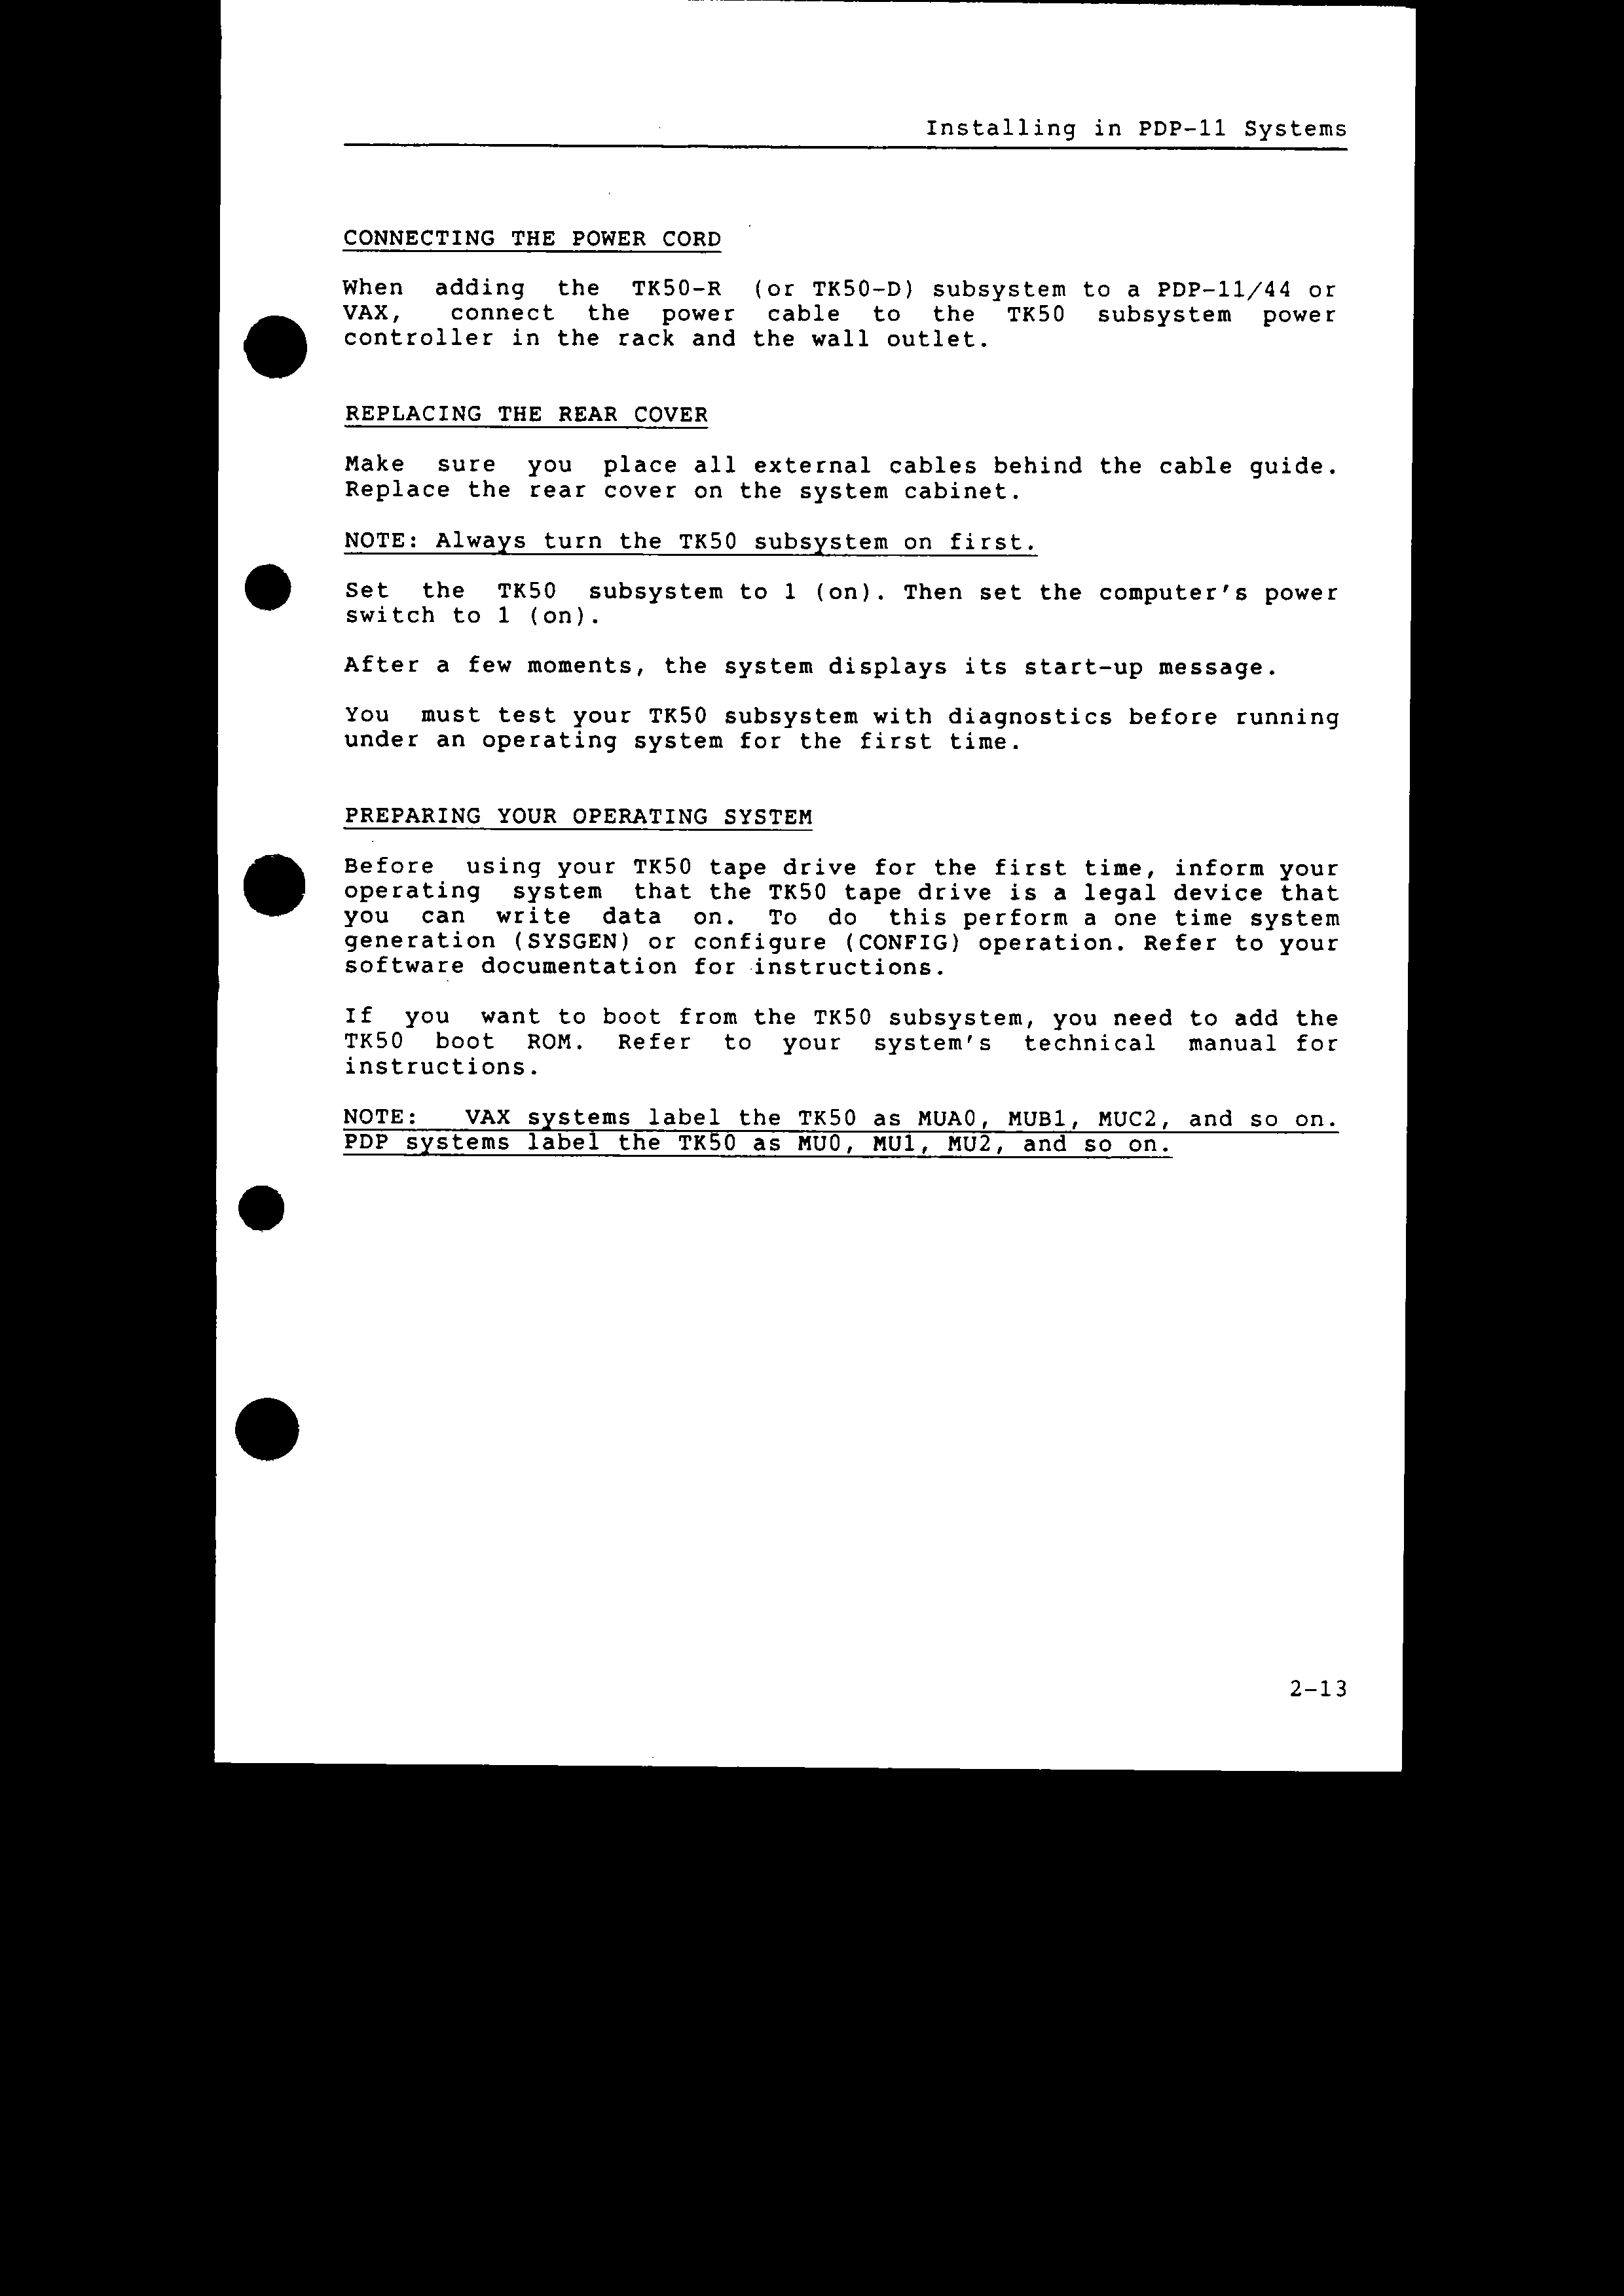 Installing in PDP-11 Systems
CONNECTING THE POWER CORD
When adding the TK50-R (or TK50-D) subsystem to a PDP-11/44 or
VAX, connect the power cable to the TK50 subsystem power
controller in the rack and the wall outlet.
REPLACING THE REAR COVER
Make sure you place all external cables behind the cable guide.
Replace the rear cover on the system cabinet.
NOTE: Always turn the TK50 subsystem on first.
Set the TK50 subsystem to 1 (on). Then set the computer's power
switch to 1 (on).
After a few moments, the system displays its start-up message.
You must test your TK50 subsystem with diagnostics before running
under an operating system for the first time.
PREPARING YOUR OPERATING SYSTEM
Before using your TK50 tape drive for the first time, inform your
operating system that the TK50 tape drive is a legal device that
you can write data on. To do this perform a one time system
generation (SYSGEN) or configure (CONFIG) operation. Refer to your
software documentation for instructions.
If you want to boot from the TK50 subsystem, you need to add the
TK50 boot ROM. Refer to your system's technical manual for
instructions.
NOTE: VAX systems label the TK50 as MUA0, MUB1, MUC2, and so on.
PDP systems label the TK50 as MU0, MU1, MU2, and so on.
2-13